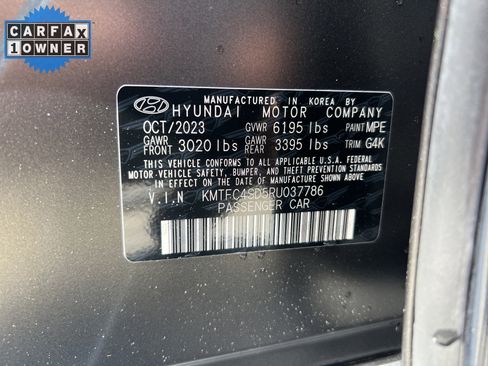 CARFAX
1 OWNER
MANUFACTURED IN KOREA BY
HYUNDAI MOTOR COMPANY
OCT/2023 GVWR 6195 lbs PAINT MPE
GAWR FRONT 3020 lbs GAWR REAR 3395 lbs TRIM G4K
THIS VEHICLE CONFORMS TO ALL APPLICABLE U.S.A. FEDERAL
MOTOR-VEHICLE SAFETY, BUMPER, AND THEFT PREVENTION STANDARDS
IN EFFECT ON THE DATE OF MANUFACTURE SHOWN ABOVE.
V.I.N KMTFC4SD5RU037786
PASSENGER CAR